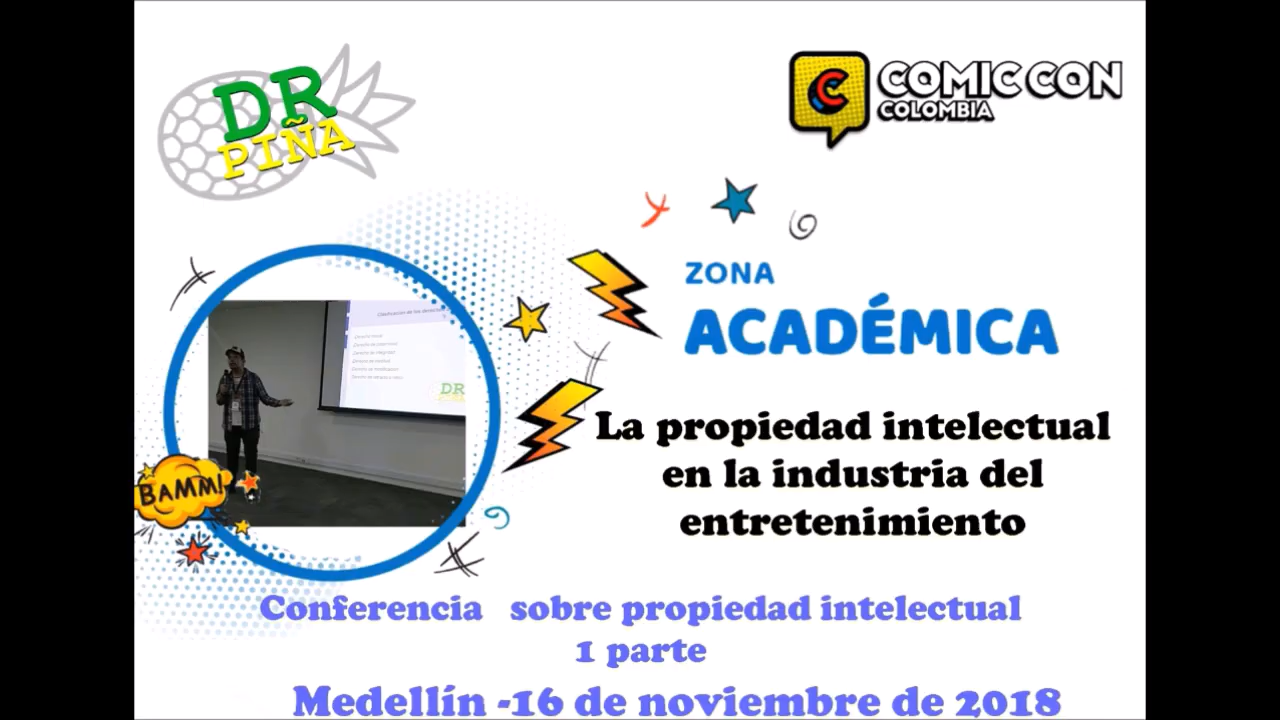 DR
PIÑA
COMIC CON
COLOMBIA
ZONA
ACADÉMICA
La propiedad intelectual
en la industria del
entretenimiento
DR
BAMM!
Conferencia sobre propiedad intelectual
1 parte
Medellín -16 de noviembre de 2018